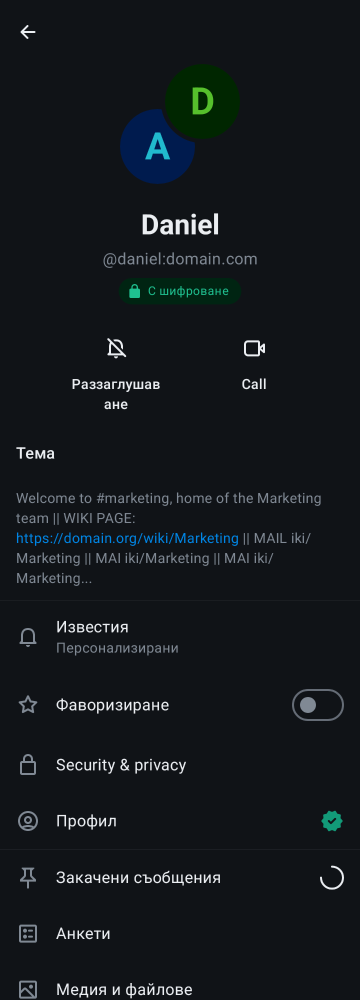 D
A
Daniel
@daniel:domain.com
С шифроване
Раззаглушав
ане
Call
Тема
Welcome to #marketing, home of the Marketing
team || WIKI PAGE:
https://domain.org/wiki/Marketing || MAIL iki/
Marketing || MAI iki/Marketing || MAI iki/
Marketing...
Известия
Персонализирани
Фаворизиране
Security & privacy
Профил
Закачени съобщения
Анкети
Медия и файлове